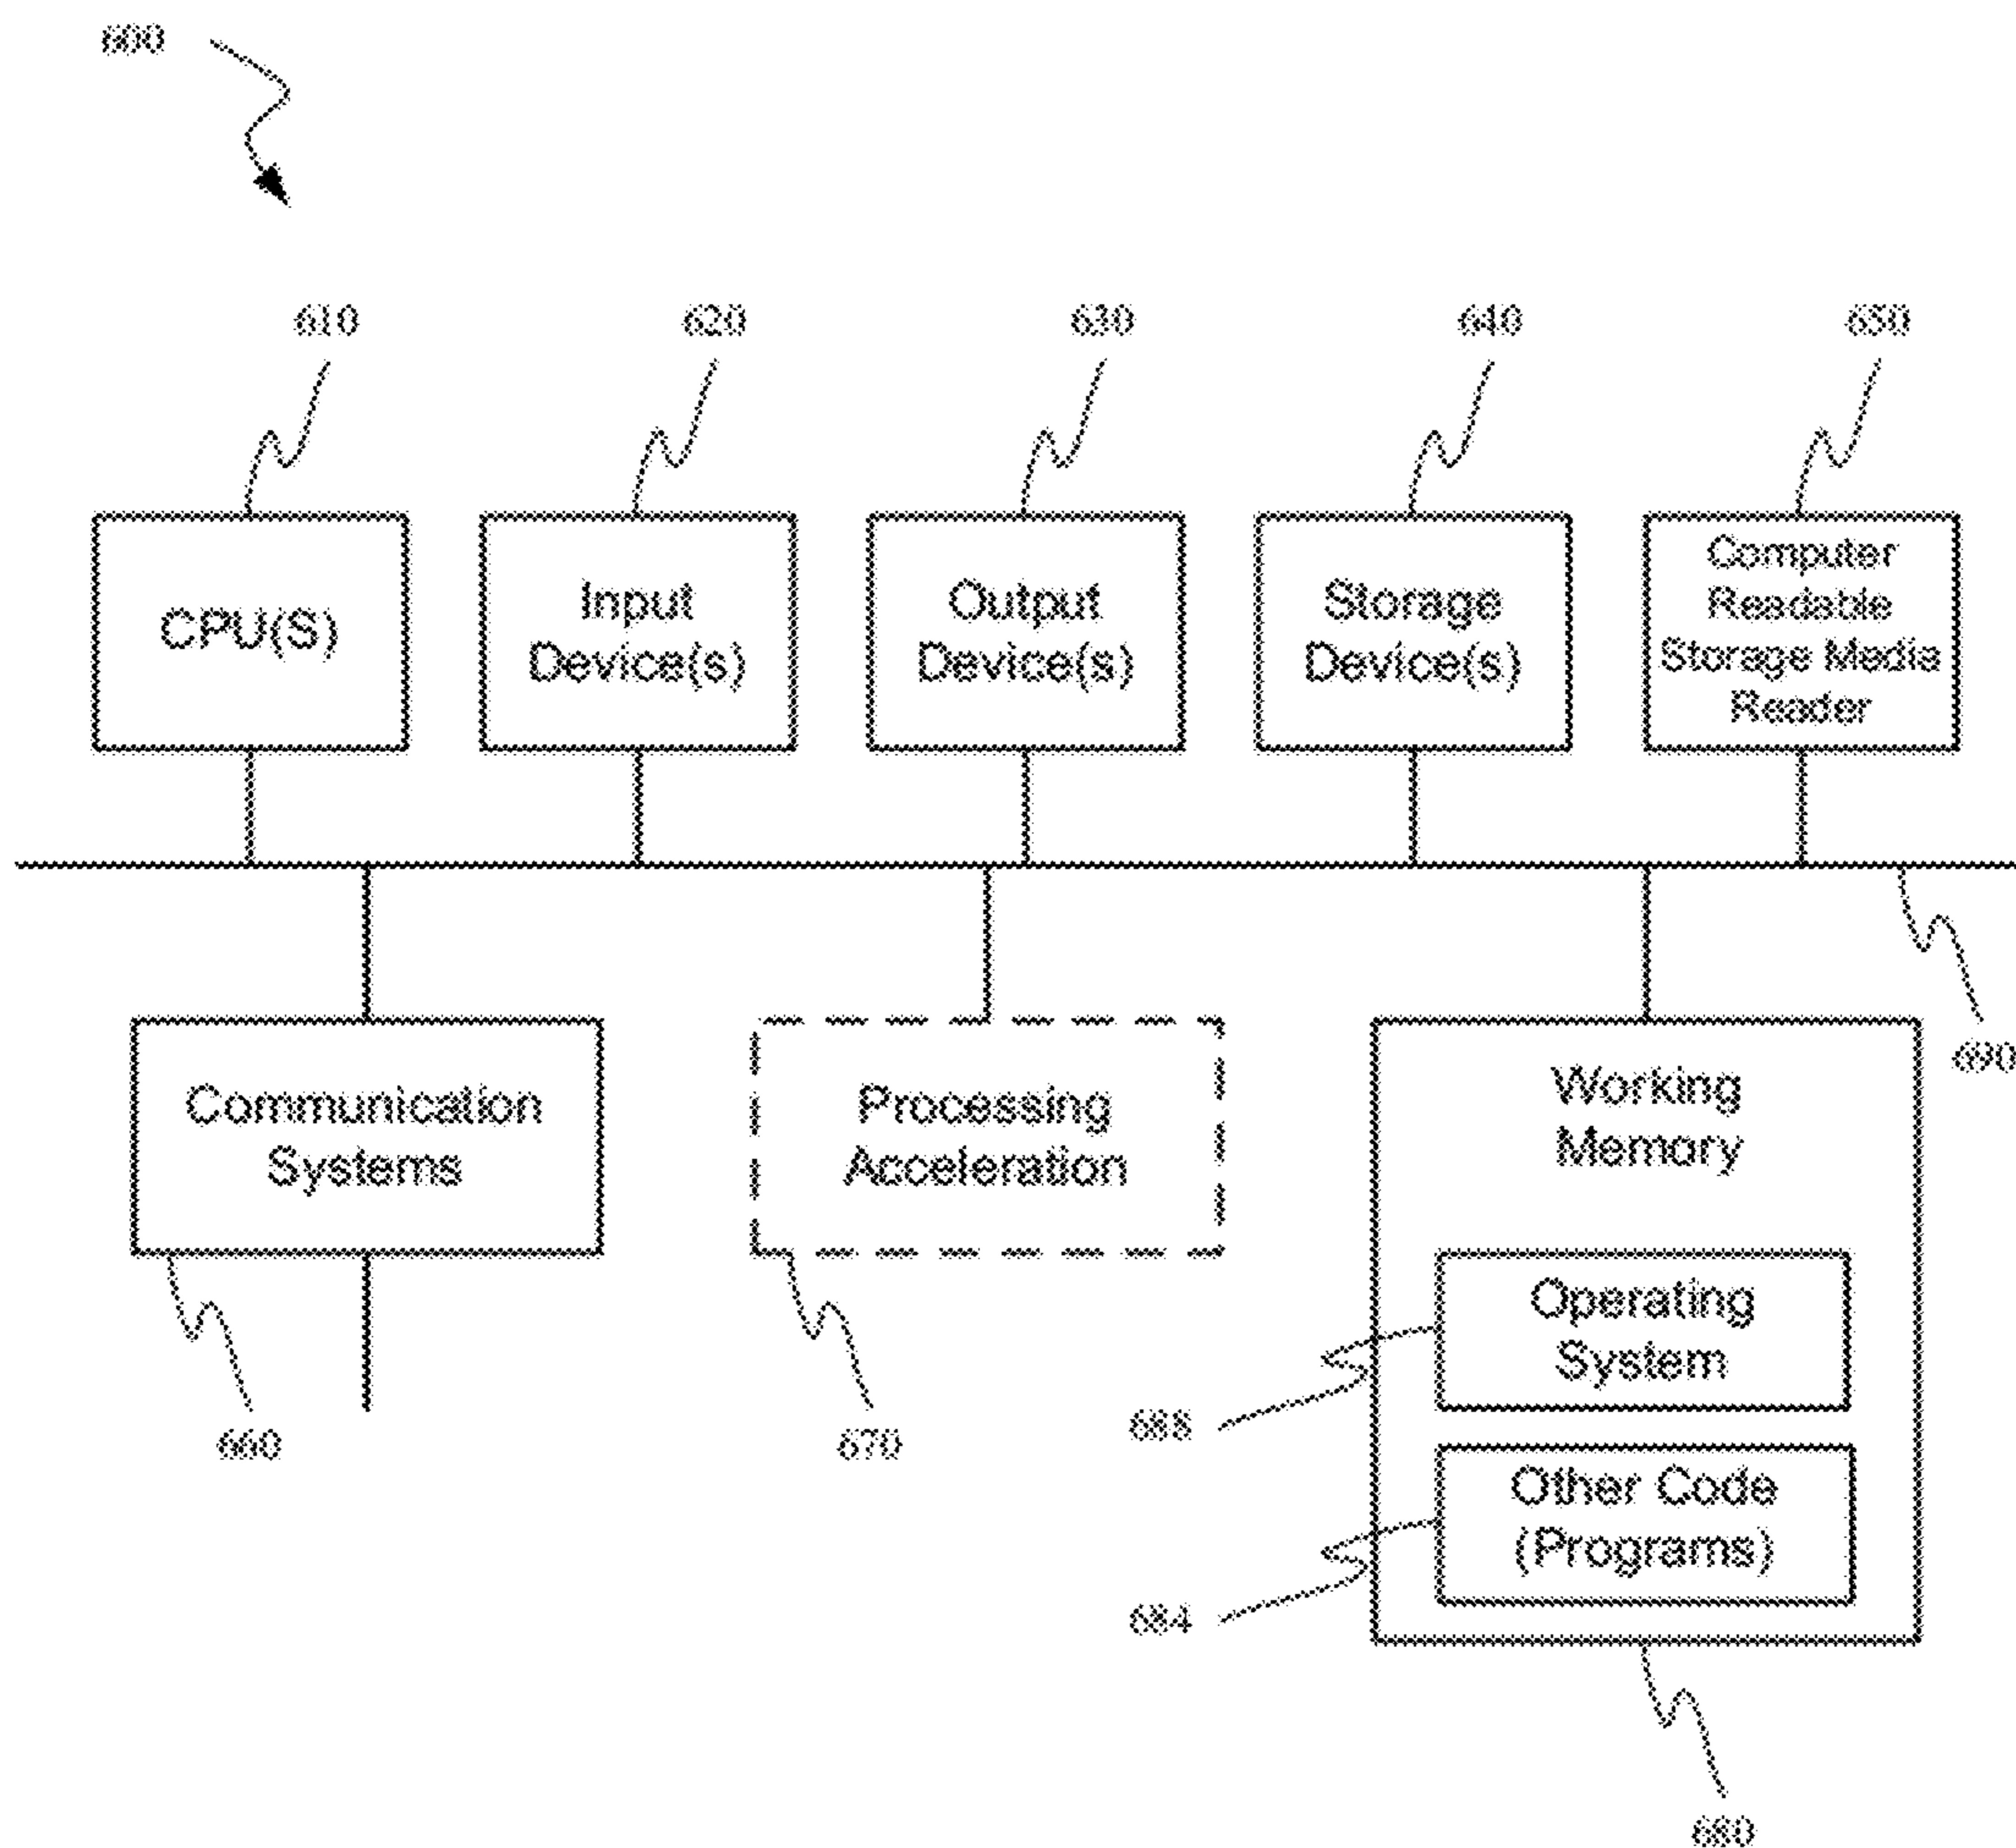 600
610
620
630
640
650
CPU(S)
Input
Device(s)
Output
Device(s)
Storage
Device(s)
Computer
Readable
Storage Media
Reader
690
Communication
Systems
Processing
Acceleration
Working
Memory
Operating
System
Other Code
(Programs)
660
670
688
684
680